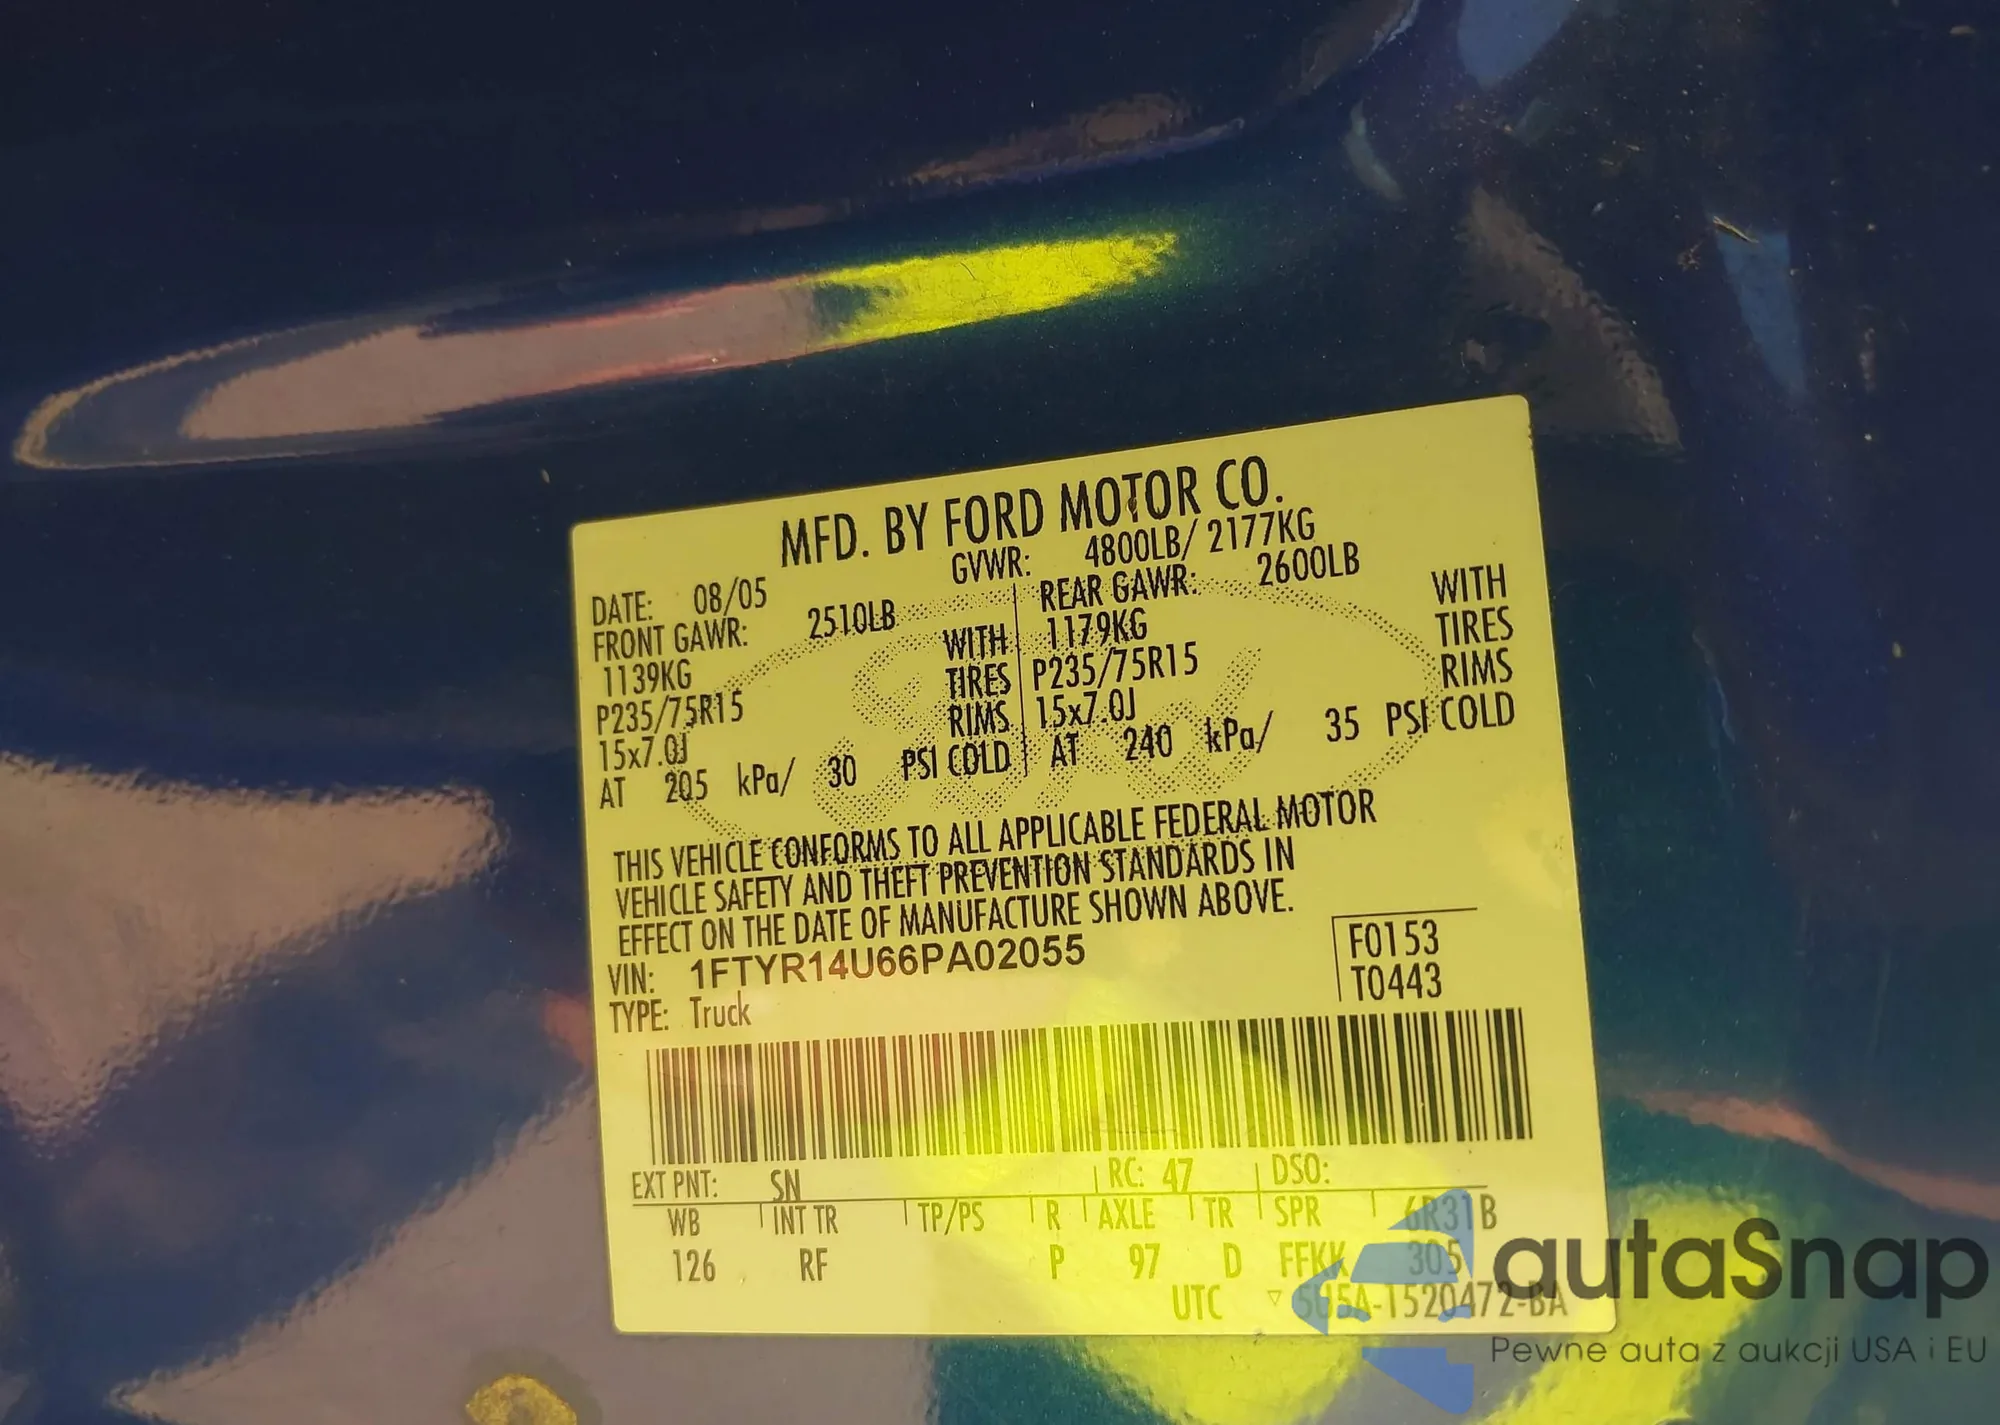 MFD. BY FORD MOTOR CO.
DATE: 08/05 GVWR: 4800LB/ 2177KG
FRONT GAWR: 2510LB REAR GAWR: 2600LB
1139KG WITH 1179KG WITH
P235/75R15 TIRES P235/75R15 TIRES
15x7.0J RIMS 15x7.0J RIMS
AT 205 kPa/ 30 PSI COLD AT 240 kPa/ 35 PSI COLD
THIS VEHICLE CONFORMS TO ALL APPLICABLE FEDERAL MOTOR
VEHICLE SAFETY AND THEFT PREVENTION STANDARDS IN
EFFECT ON THE DATE OF MANUFACTURE SHOWN ABOVE.
VIN: 1FTYR14U66PA02055 F0153
TYPE: Truck T0443
EXT PNT: SN RC: 47 DSO:
WB INT TR TP/PS R AXLE TR SPR 6R31B
126 RF P 97 D FFKK 305
UTC ▽ 5U5A-1520472-BA
autaSnap
Pewne auta z aukcji USA i EU